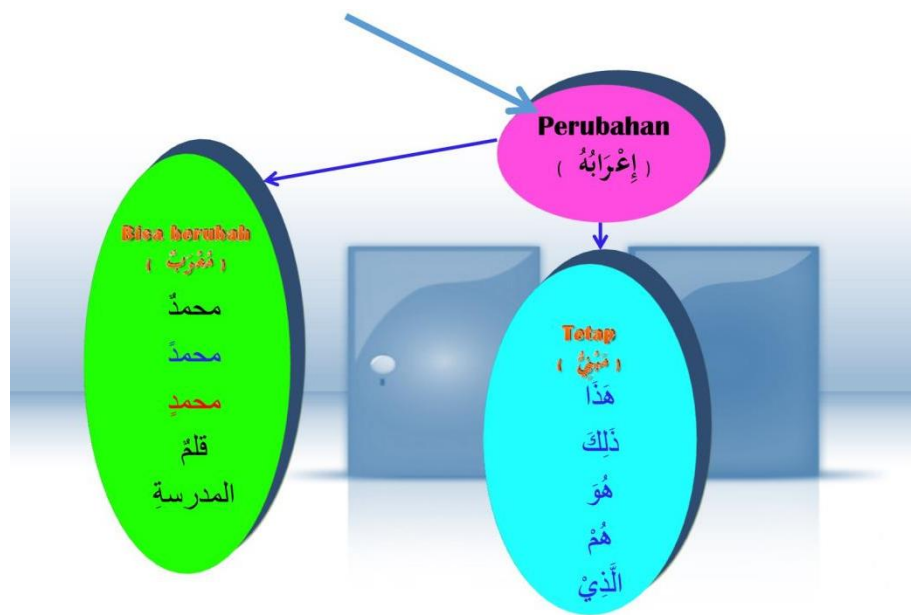 Perubahan
( إِعْرَابُهُ )
Bisa berubah
( مُعْرَبٌ )
محمدٌ
محمدً
محمدٍ
قلمٌ
المدرسةِ
Tetap
( مَبْنِيٌّ )
هَذَا
ذَلِكَ
هُوَ
هُمْ
الَّذِيْ